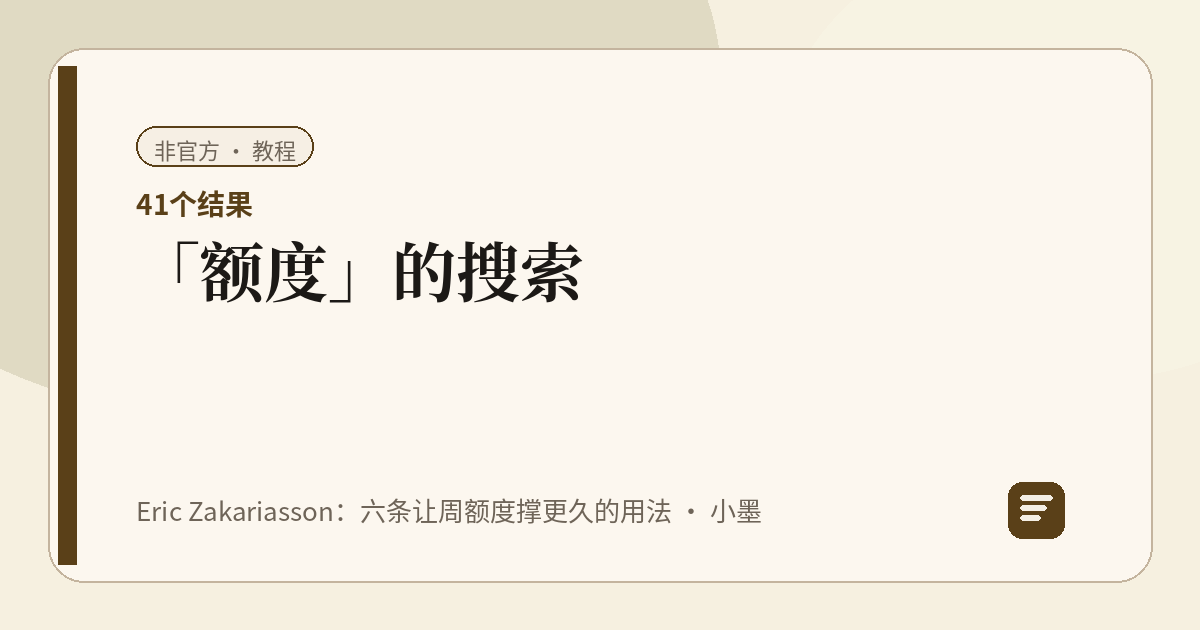 非官方 · 教程
41个结果
「额度」的搜索
Eric Zakariasson：六条让周额度撑更久的用法 · 小墨